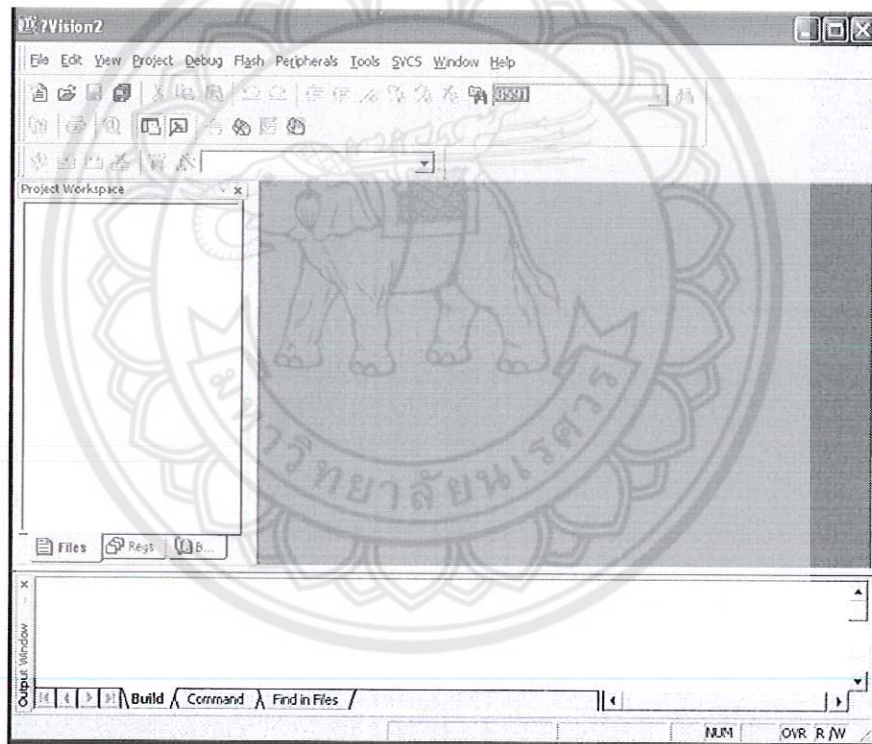 ?Vision2
File Edit View Project Debug Flash Peripherals Tools SVCS Window Help
Project Workspace
Files Regs B...
มหาวิทยาลัยนเรศวร
Output Window
Build Command Find in Files
NUM OVR R/W